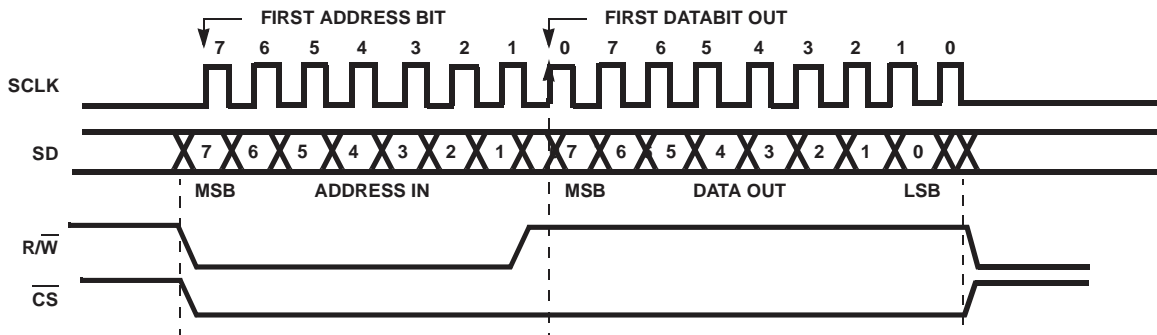 FIRST ADDRESS BIT FIRST DATABIT OUT
7 6 5 4 3 2 1 0 7 6 5 4 3 2 1 0
SCLK
SD 7 6 5 4 3 2 1 7 6 5 4 3 2 1 0
MSB ADDRESS IN MSB DATA OUT LSB
R/W̅
C̅S̅